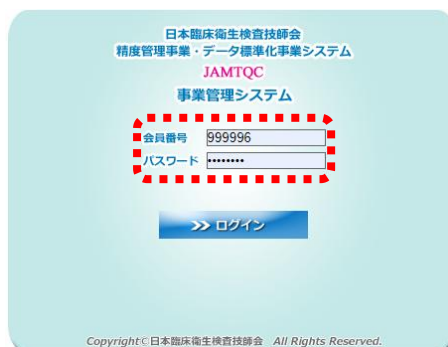 日本臨床衛生検査技師会
精度管理事業・データ標準化事業システム
JAMTQC
事業管理システム
会員番号 999996
パスワード ••••••••
>> ログイン
Copyright©日本臨床衛生検査技師会 All Rights Reserved.